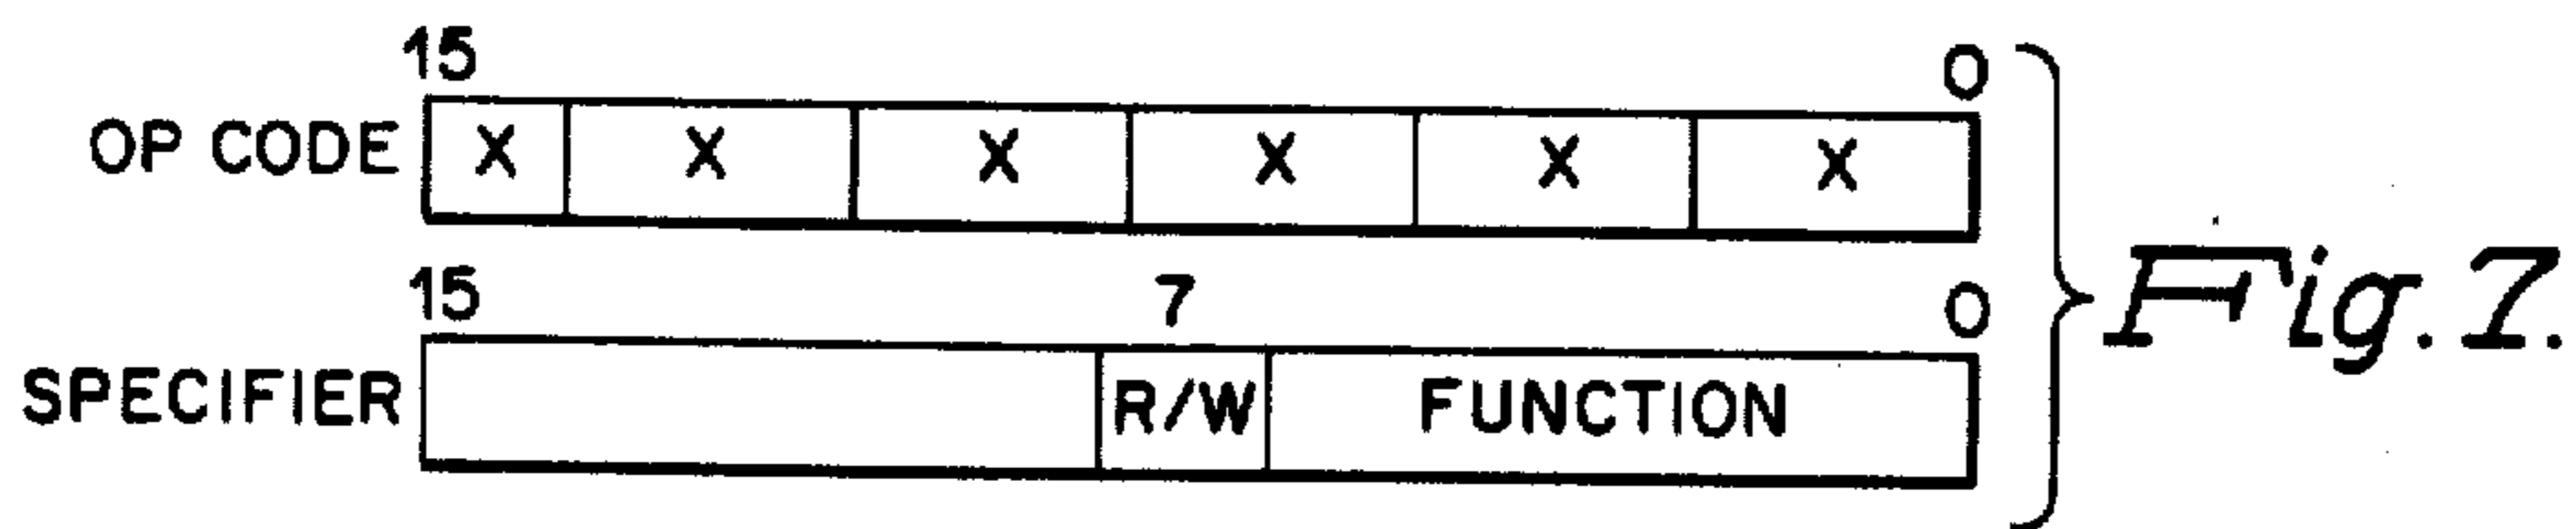 15 0
OP CODE X X X X X X
15 7 0
SPECIFIER R/W FUNCTION
Fig. 7.